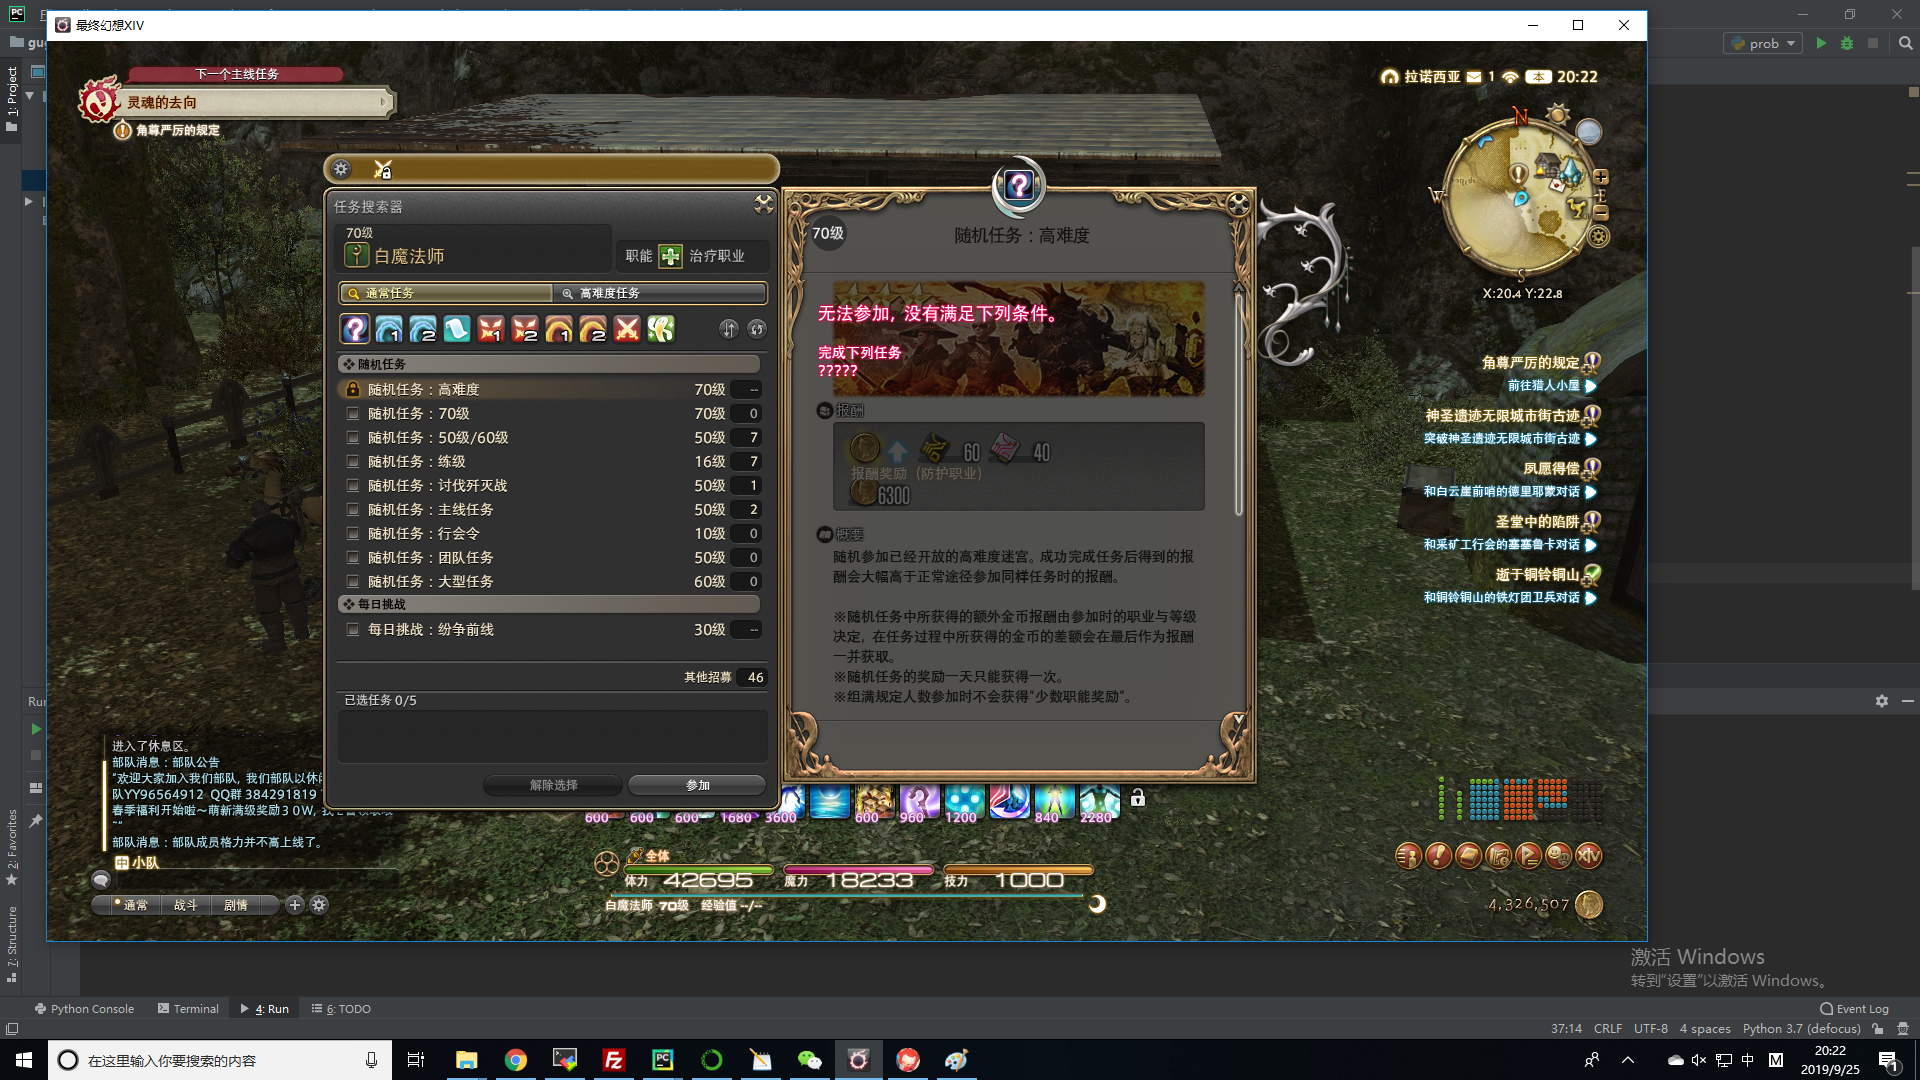 最终幻想XIV
下一个主线任务
灵魂的去向
角尊严厉的规定
拉诺西亚 1 本 20:22
N
W
E
S
X:20.4 Y:22.8
任务搜索器
70级
白魔法师
职能 治疗职业
通常任务
高难度任务
随机任务
随机任务：高难度 70级 --
随机任务：70级 70级 0
随机任务：50级/60级 50级 7
随机任务：练级 16级 7
随机任务：讨伐歼灭战 50级 1
随机任务：主线任务 50级 2
随机任务：行会令 10级 0
随机任务：团队任务 50级 0
随机任务：大型任务 60级 0
每日挑战
每日挑战：纷争前线 30级 --
其他招募 46
已选任务 0/5
解除选择 参加
70级
随机任务：高难度
无法参加，没有满足下列条件。
完成下列任务
?????
报酬
60 40
报酬奖励（防护职业）
6300
概要
随机参加已经开放的高难度迷宫。成功完成任务后得到的报
酬会大幅高于正常途径参加同样任务时的报酬。
※随机任务中所获得的额外金币报酬由参加时的职业与等级
决定，在任务过程中所获得的金币的差额会在最后作为报酬
一并获取。
※随机任务的奖励一天只能获得一次。
※组满规定人数参加时不会获得“少数职能奖励”。
角尊严厉的规定
前往猎人小屋
神圣遗迹无限城市街古迹
突破神圣遗迹无限城市街古迹
夙愿得偿
和白云崖前哨的德里耶蒙对话
圣堂中的陷阱
和采矿工行会的塞塞鲁卡对话
逝于铜铃铜山
和铜铃铜山的铁灯团卫兵对话
进入了休息区。
部队消息：部队公告
“欢迎大家加入我们部队，我们部队以休闲
队YY96564912 QQ群384291819
春季福利开始啦～萌新满级奖励30W，
部队消息：部队成员格力并不高上线了。
小队
通常 战斗 剧情
600 600 600 1680 3600 600 960 1200 840 2280
全体
体力 42695 魔力 18233 技力 1000
白魔法师 70级 经验值 --/--
4,326,507
prob
1: Project
2: Favorites
7: Structure
激活 Windows
转到“设置”以激活 Windows。
Python Console
Terminal
4: Run
6: TODO
Event Log
37:14 CRLF UTF-8 4 spaces Python 3.7 (defocus)
在这里输入你要搜索的内容
中
M
20:22
2019/9/25
1